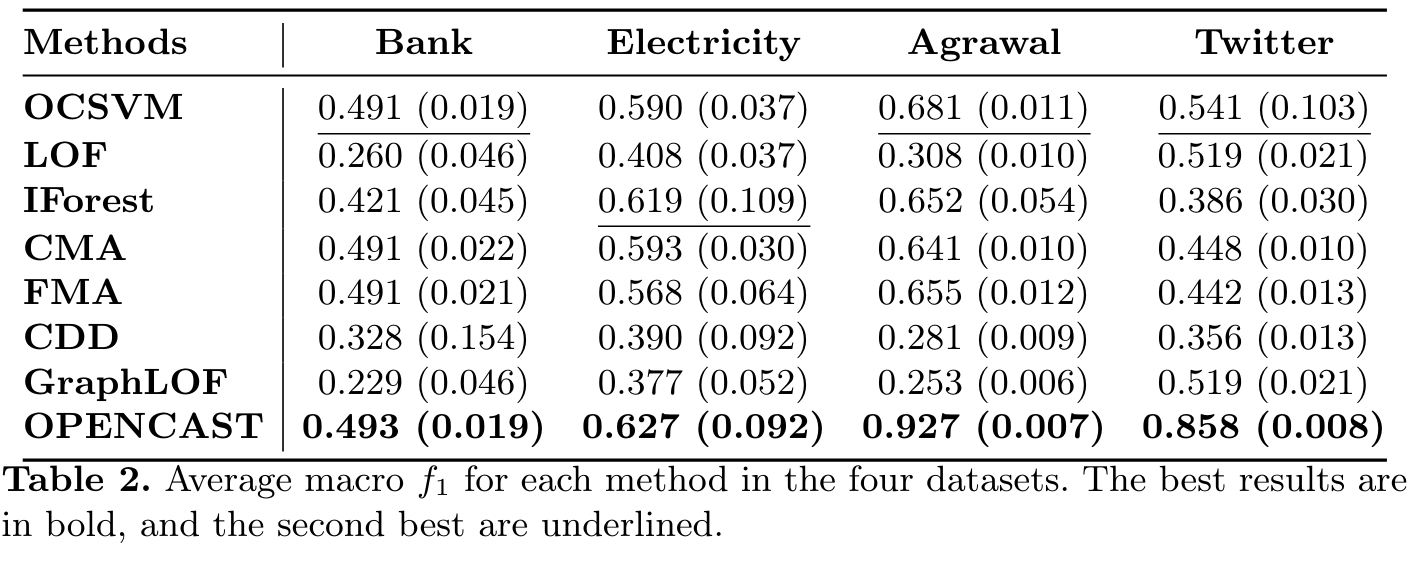 Methods Bank Electricity Agrawal Twitter
OCSVM 0.491 (0.019) 0.590 (0.037) 0.681 (0.011) 0.541 (0.103)
LOF 0.260 (0.046) 0.408 (0.037) 0.308 (0.010) 0.519 (0.021)
IForest 0.421 (0.045) 0.619 (0.109) 0.652 (0.054) 0.386 (0.030)
CMA 0.491 (0.022) 0.593 (0.030) 0.641 (0.010) 0.448 (0.010)
FMA 0.491 (0.021) 0.568 (0.064) 0.655 (0.012) 0.442 (0.013)
CDD 0.328 (0.154) 0.390 (0.092) 0.281 (0.009) 0.356 (0.013)
GraphLOF 0.229 (0.046) 0.377 (0.052) 0.253 (0.006) 0.519 (0.021)
OPENCAST 0.493 (0.019) 0.627 (0.092) 0.927 (0.007) 0.858 (0.008)
Table 2. Average macro f1 for each method in the four datasets. The best results are
in bold, and the second best are underlined.